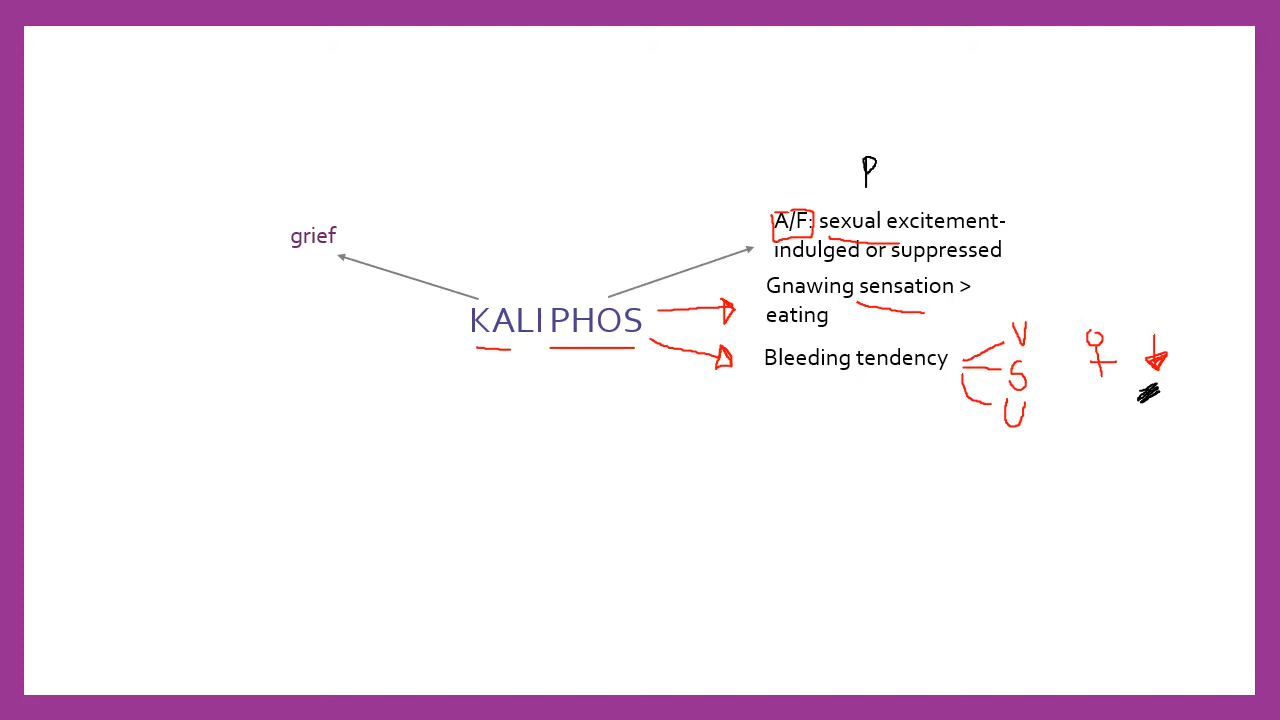 P
A/F: sexual excitement-
indulged or suppressed
grief
Gnawing sensation >
eating
KALI PHOS
Bleeding tendency
V
S
U